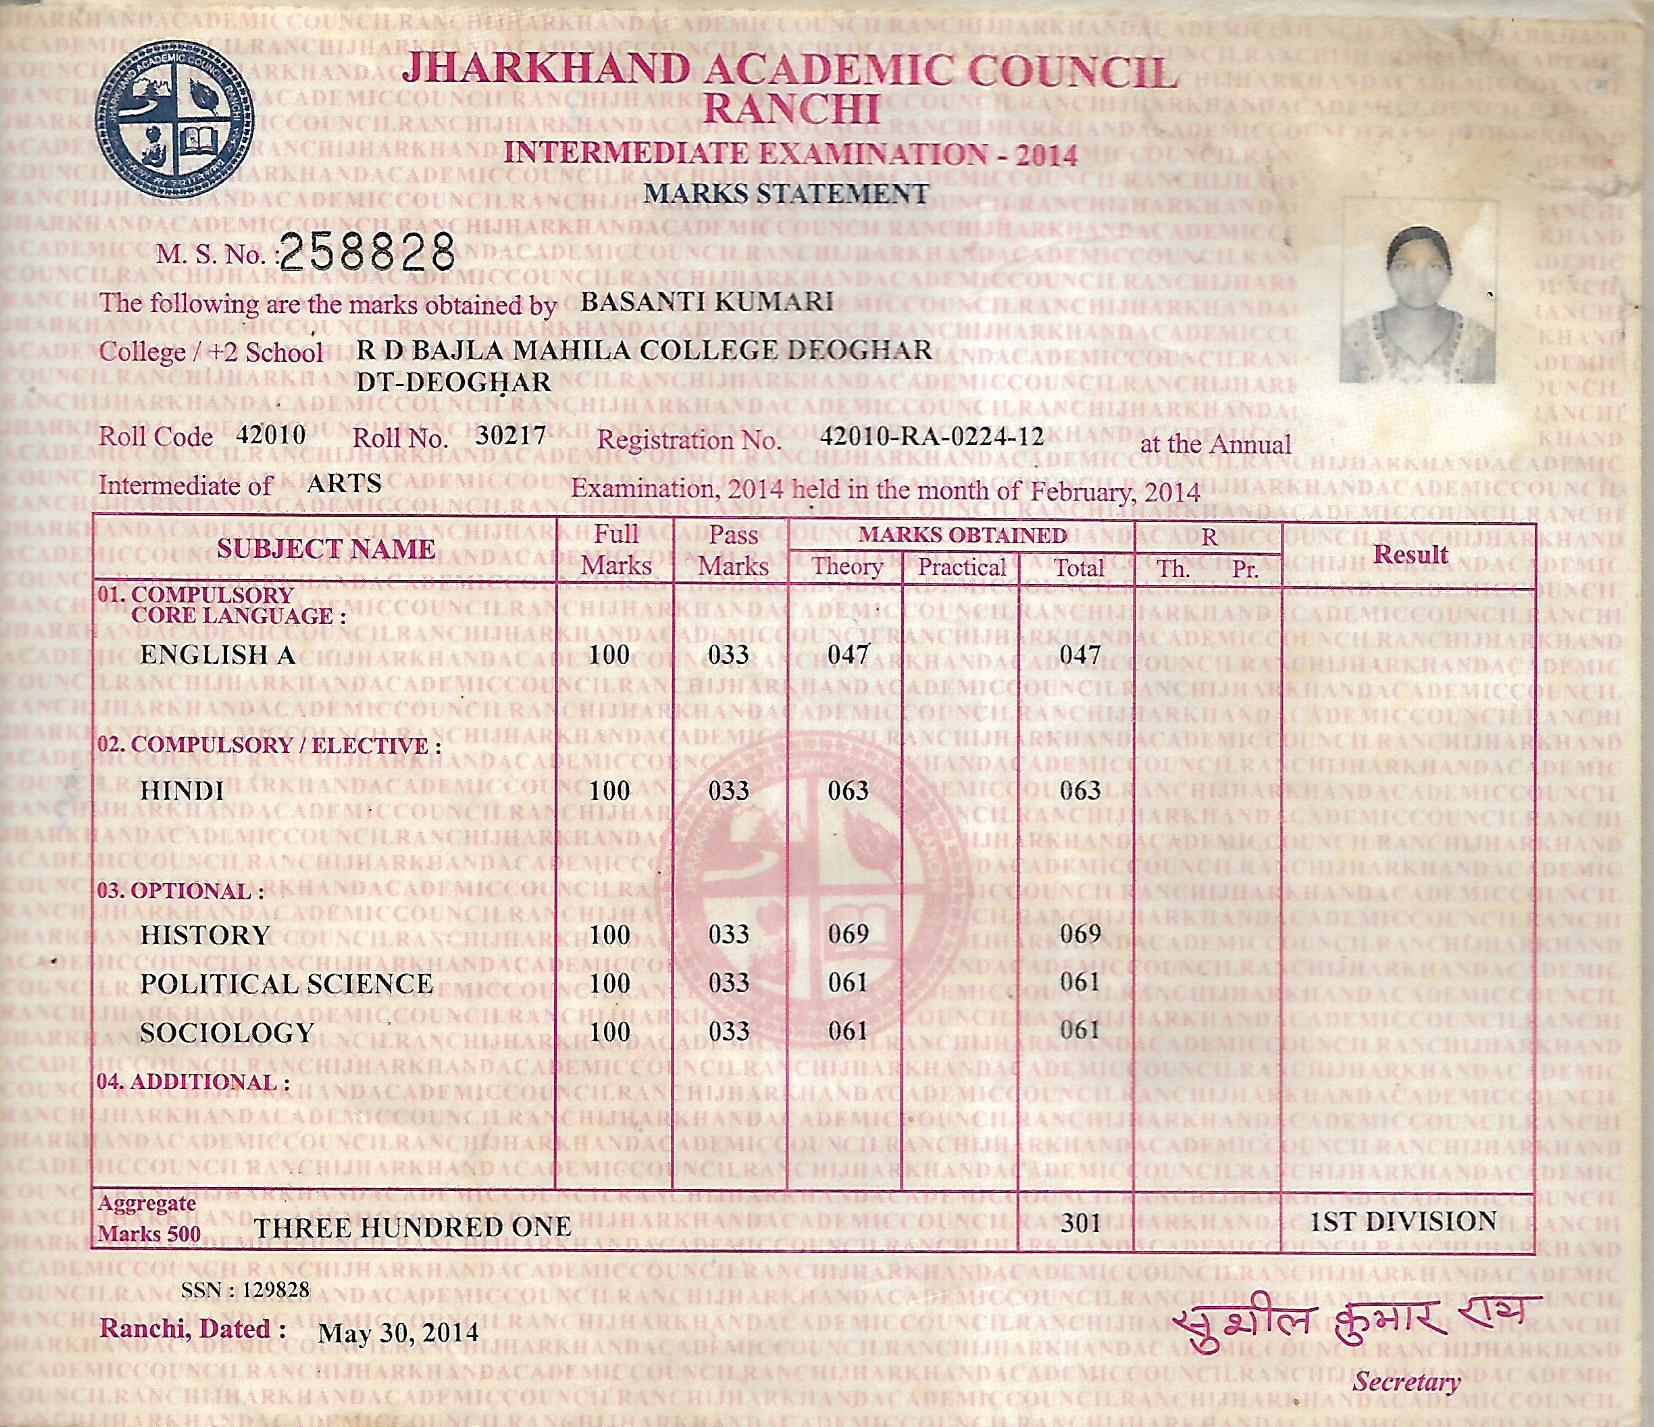 JHARKHAND ACADEMIC COUNCIL
RANCHI
INTERMEDIATE EXAMINATION - 2014
MARKS STATEMENT
M. S. No. :258828
The following are the marks obtained by BASANTI KUMARI
College / +2 School R D BAJLA MAHILA COLLEGE DEOGHAR
DT-DEOGHAR
Roll Code 42010 Roll No. 30217 Registration No. 42010-RA-0224-12 at the Annual
Intermediate of ARTS Examination, 2014 held in the month of February, 2014
SUBJECT NAME Full Marks Pass Marks MARKS OBTAINED R Result
Theory Practical Total Th. Pr.
01. COMPULSORY
CORE LANGUAGE :
ENGLISH A 100 033 047 047
02. COMPULSORY / ELECTIVE :
HINDI 100 033 063 063
03. OPTIONAL :
HISTORY 100 033 069 069
POLITICAL SCIENCE 100 033 061 061
SOCIOLOGY 100 033 061 061
04. ADDITIONAL :
Aggregate
Marks 500 THREE HUNDRED ONE 301 1ST DIVISION
SSN : 129828
Ranchi, Dated : May 30, 2014
सुशील कुमार राय
Secretary